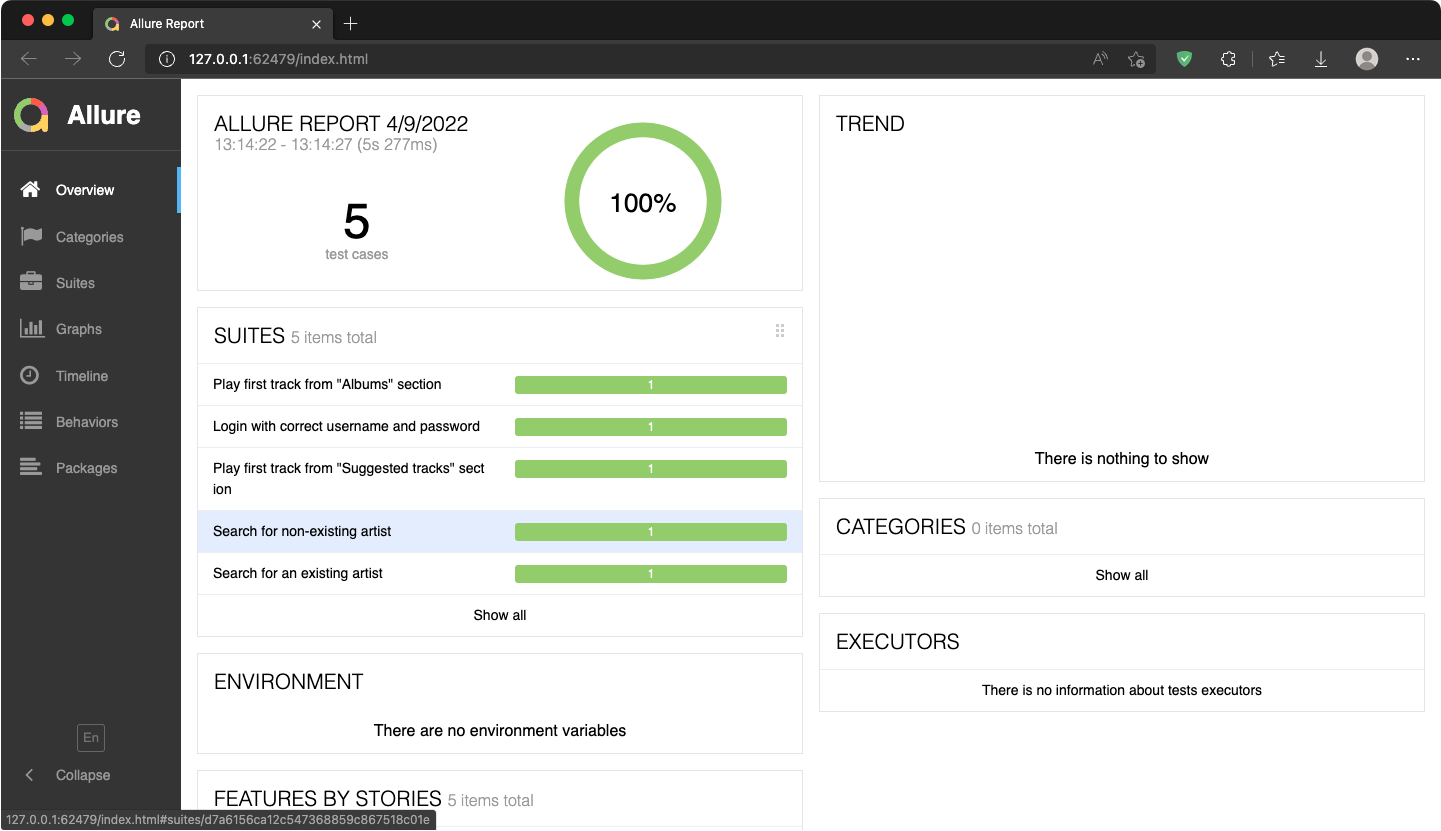 Allure Report
127.0.0.1:62479/index.html
Allure
Overview
Categories
Suites
Graphs
Timeline
Behaviors
Packages
En
Collapse
ALLURE REPORT 4/9/2022
13:14:22 - 13:14:27 (5s 277ms)
5
test cases
100%
SUITES 5 items total
Play first track from "Albums" section 1
Login with correct username and password 1
Play first track from "Suggested tracks" sect 1
ion
Search for non-existing artist 1
Search for an existing artist 1
Show all
ENVIRONMENT
There are no environment variables
FEATURES BY STORIES 5 items total
TREND
There is nothing to show
CATEGORIES 0 items total
Show all
EXECUTORS
There is no information about tests executors
127.0.0.1:62479/index.html#suites/d7a6156ca12c547368859c867518c01e